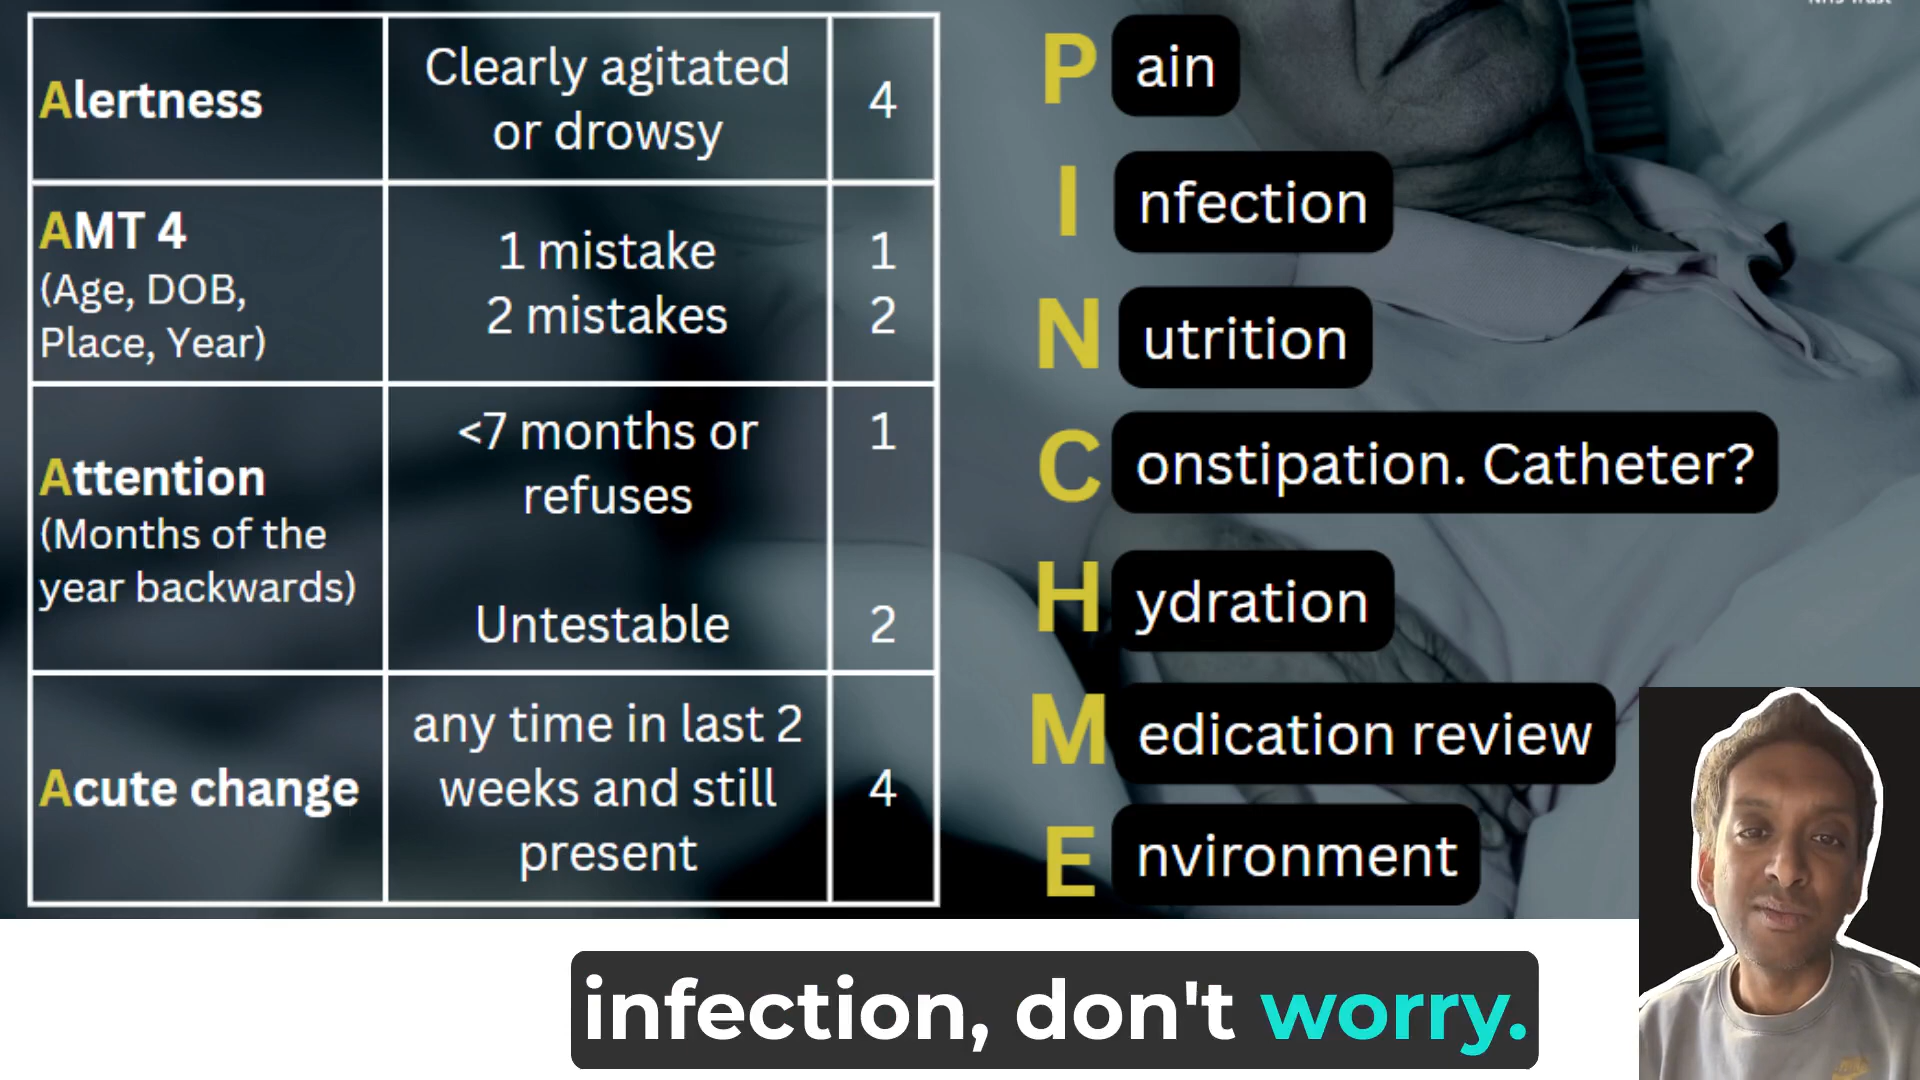 NHS Trust
Alertness
Clearly agitated
or drowsy
4
AMT 4
(Age, DOB,
Place, Year)
1 mistake
1
2 mistakes
2
Attention
(Months of the
year backwards)
<7 months or
refuses
1
Untestable
2
Acute change
any time in last 2
weeks and still
present
4
P ain
I nfection
N utrition
C onstipation. Catheter?
H ydration
M edication review
E nvironment
infection, don't worry.